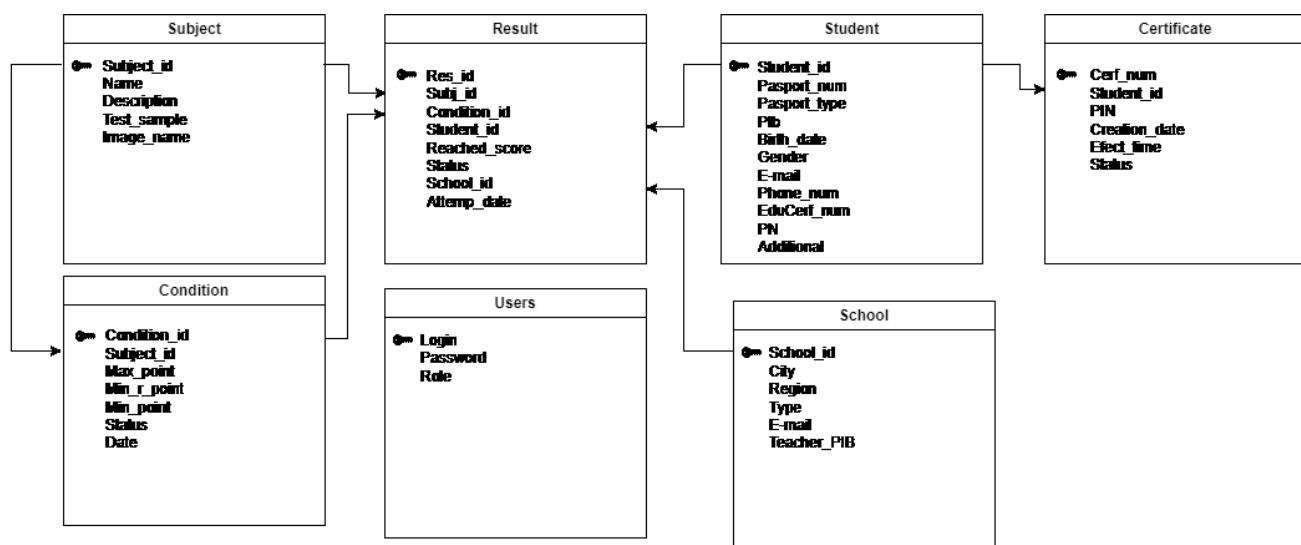 Subject
Subject_id
Name
Description
Test_sample
Image_name
Result
Res_id
Subj_id
Condition_id
Student_id
Reached_score
Status
School_id
Attemp_date
Student
Student_id
Pasport_num
Pasport_type
Pib
Birth_date
Gender
E-mail
Phone_num
EduCerf_num
PN
Additional
Certificate
Cerf_num
Student_id
PIN
Creation_date
Efect_time
Status
Condition
Condition_id
Subject_id
Max_point
Min_r_point
Min_point
Status
Date
Users
Login
Password
Role
School
School_id
City
Region
Type
E-mail
Teacher_PIB